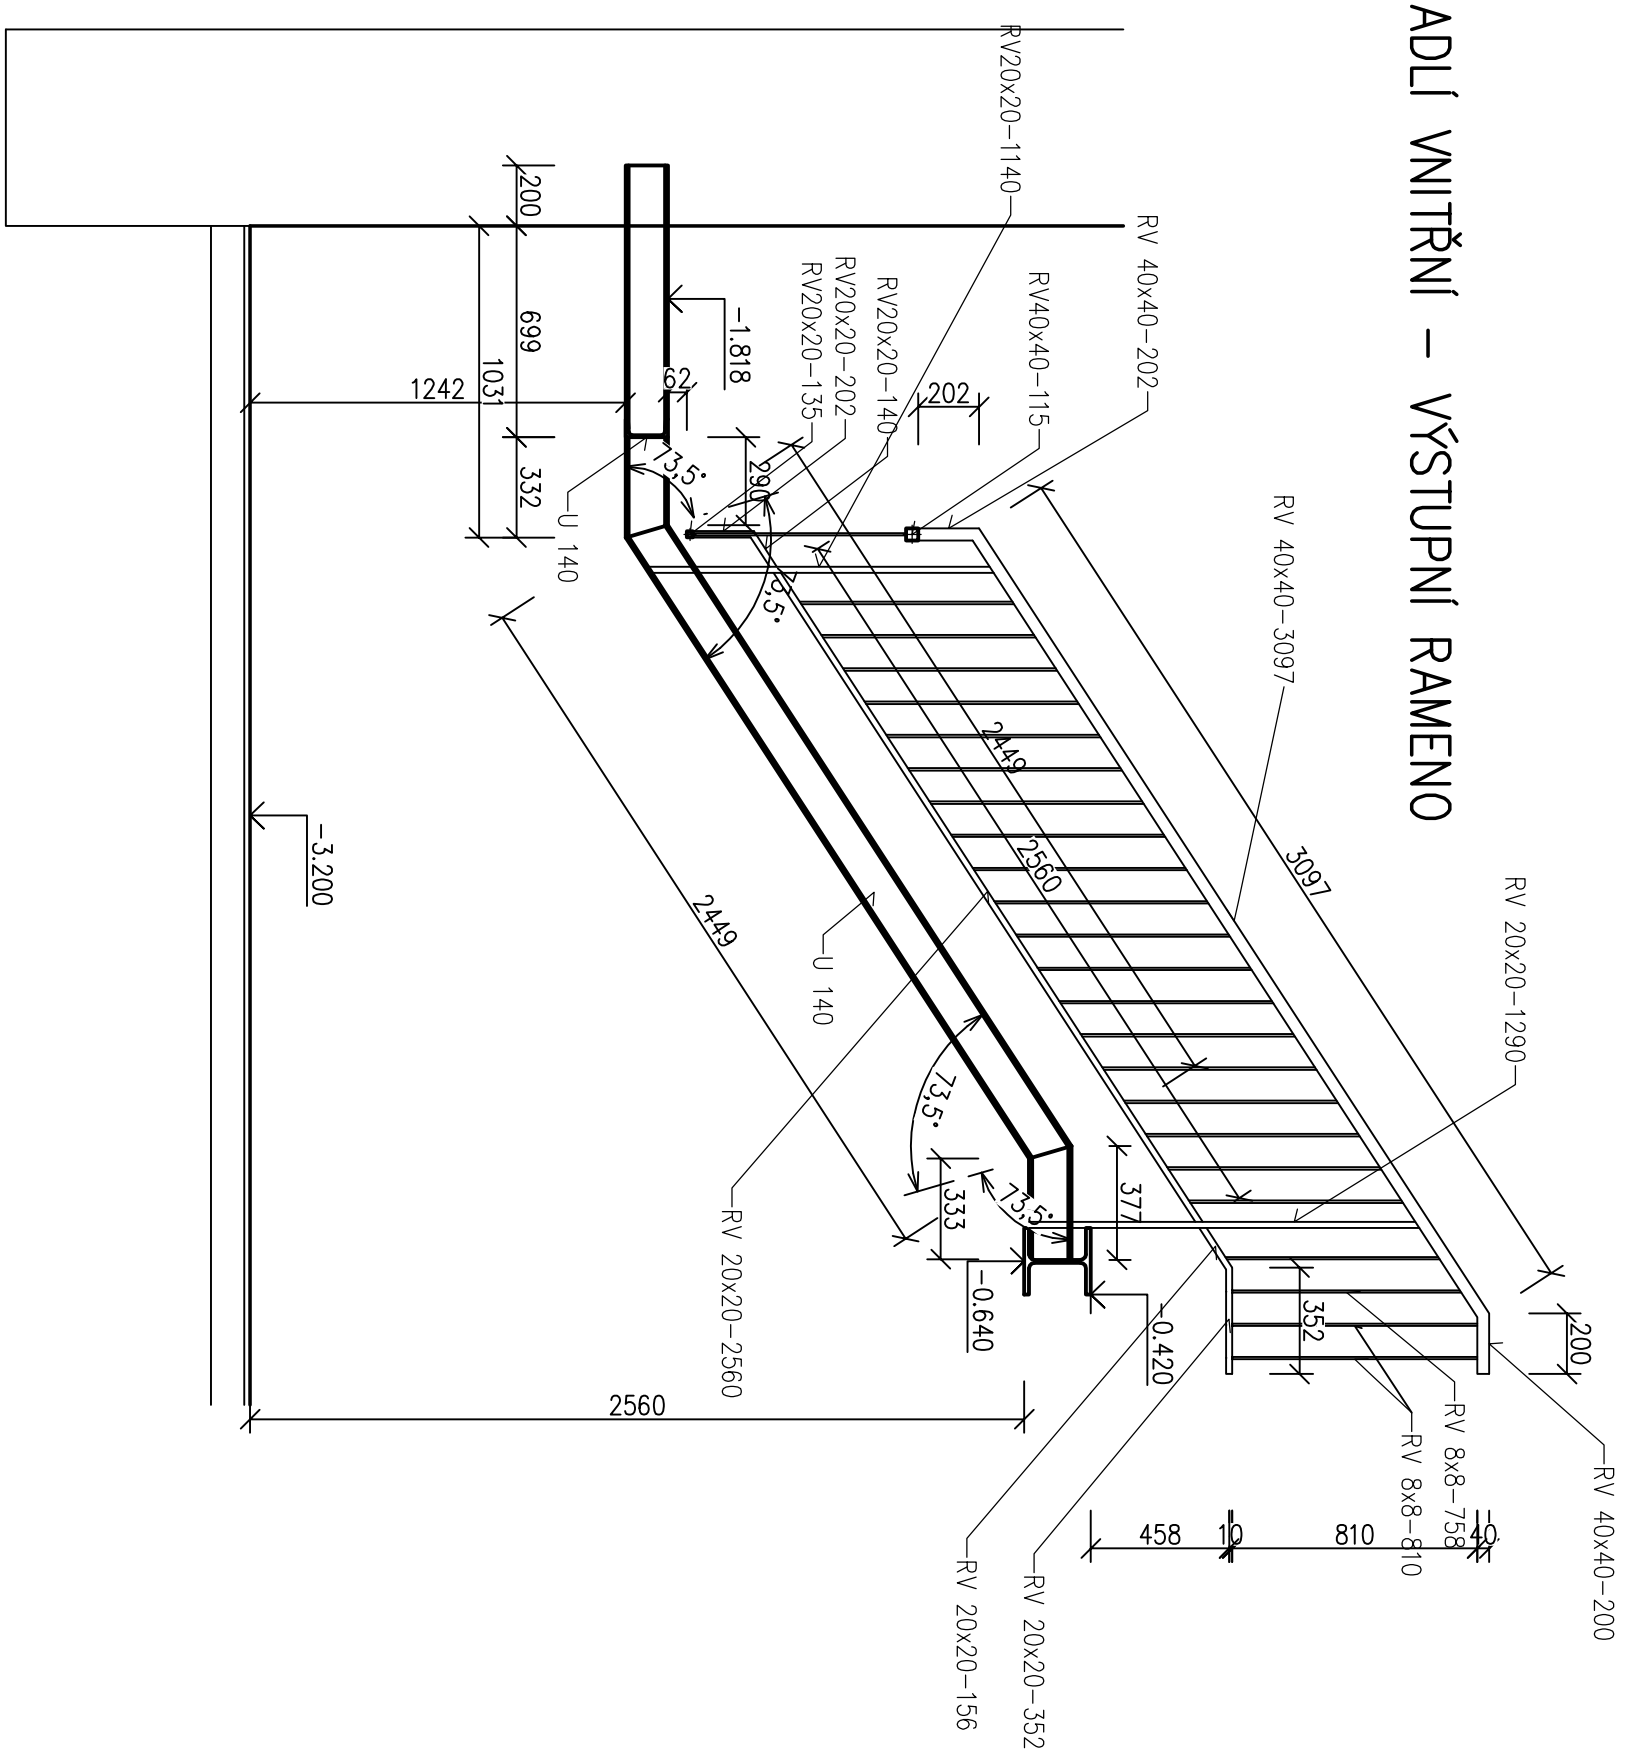 ADLÍ VNITŘNÍ – VÝSTUPNÍ RAMENO
RV 40x40-200
200
RV 20x20-1290
3097
RV 40x40-3097
RV 8x8-758
RV 8x8-810
352
40
810
10
458
RV 40x40-202
377
-0.420
RV40x40-115
2560
2449
RV20x20-1140
202
RV 20x20-352
-0.640
333
73,5°
73,5°
RV 20x20-156
RV20x20-140
RV20x20-202
RV20x20-135
290
73,5°
U 140
-1.818
62
73,5°
2449
RV 20x20-2560
2560
U 140
200
699
332
1031
1242
-3.200